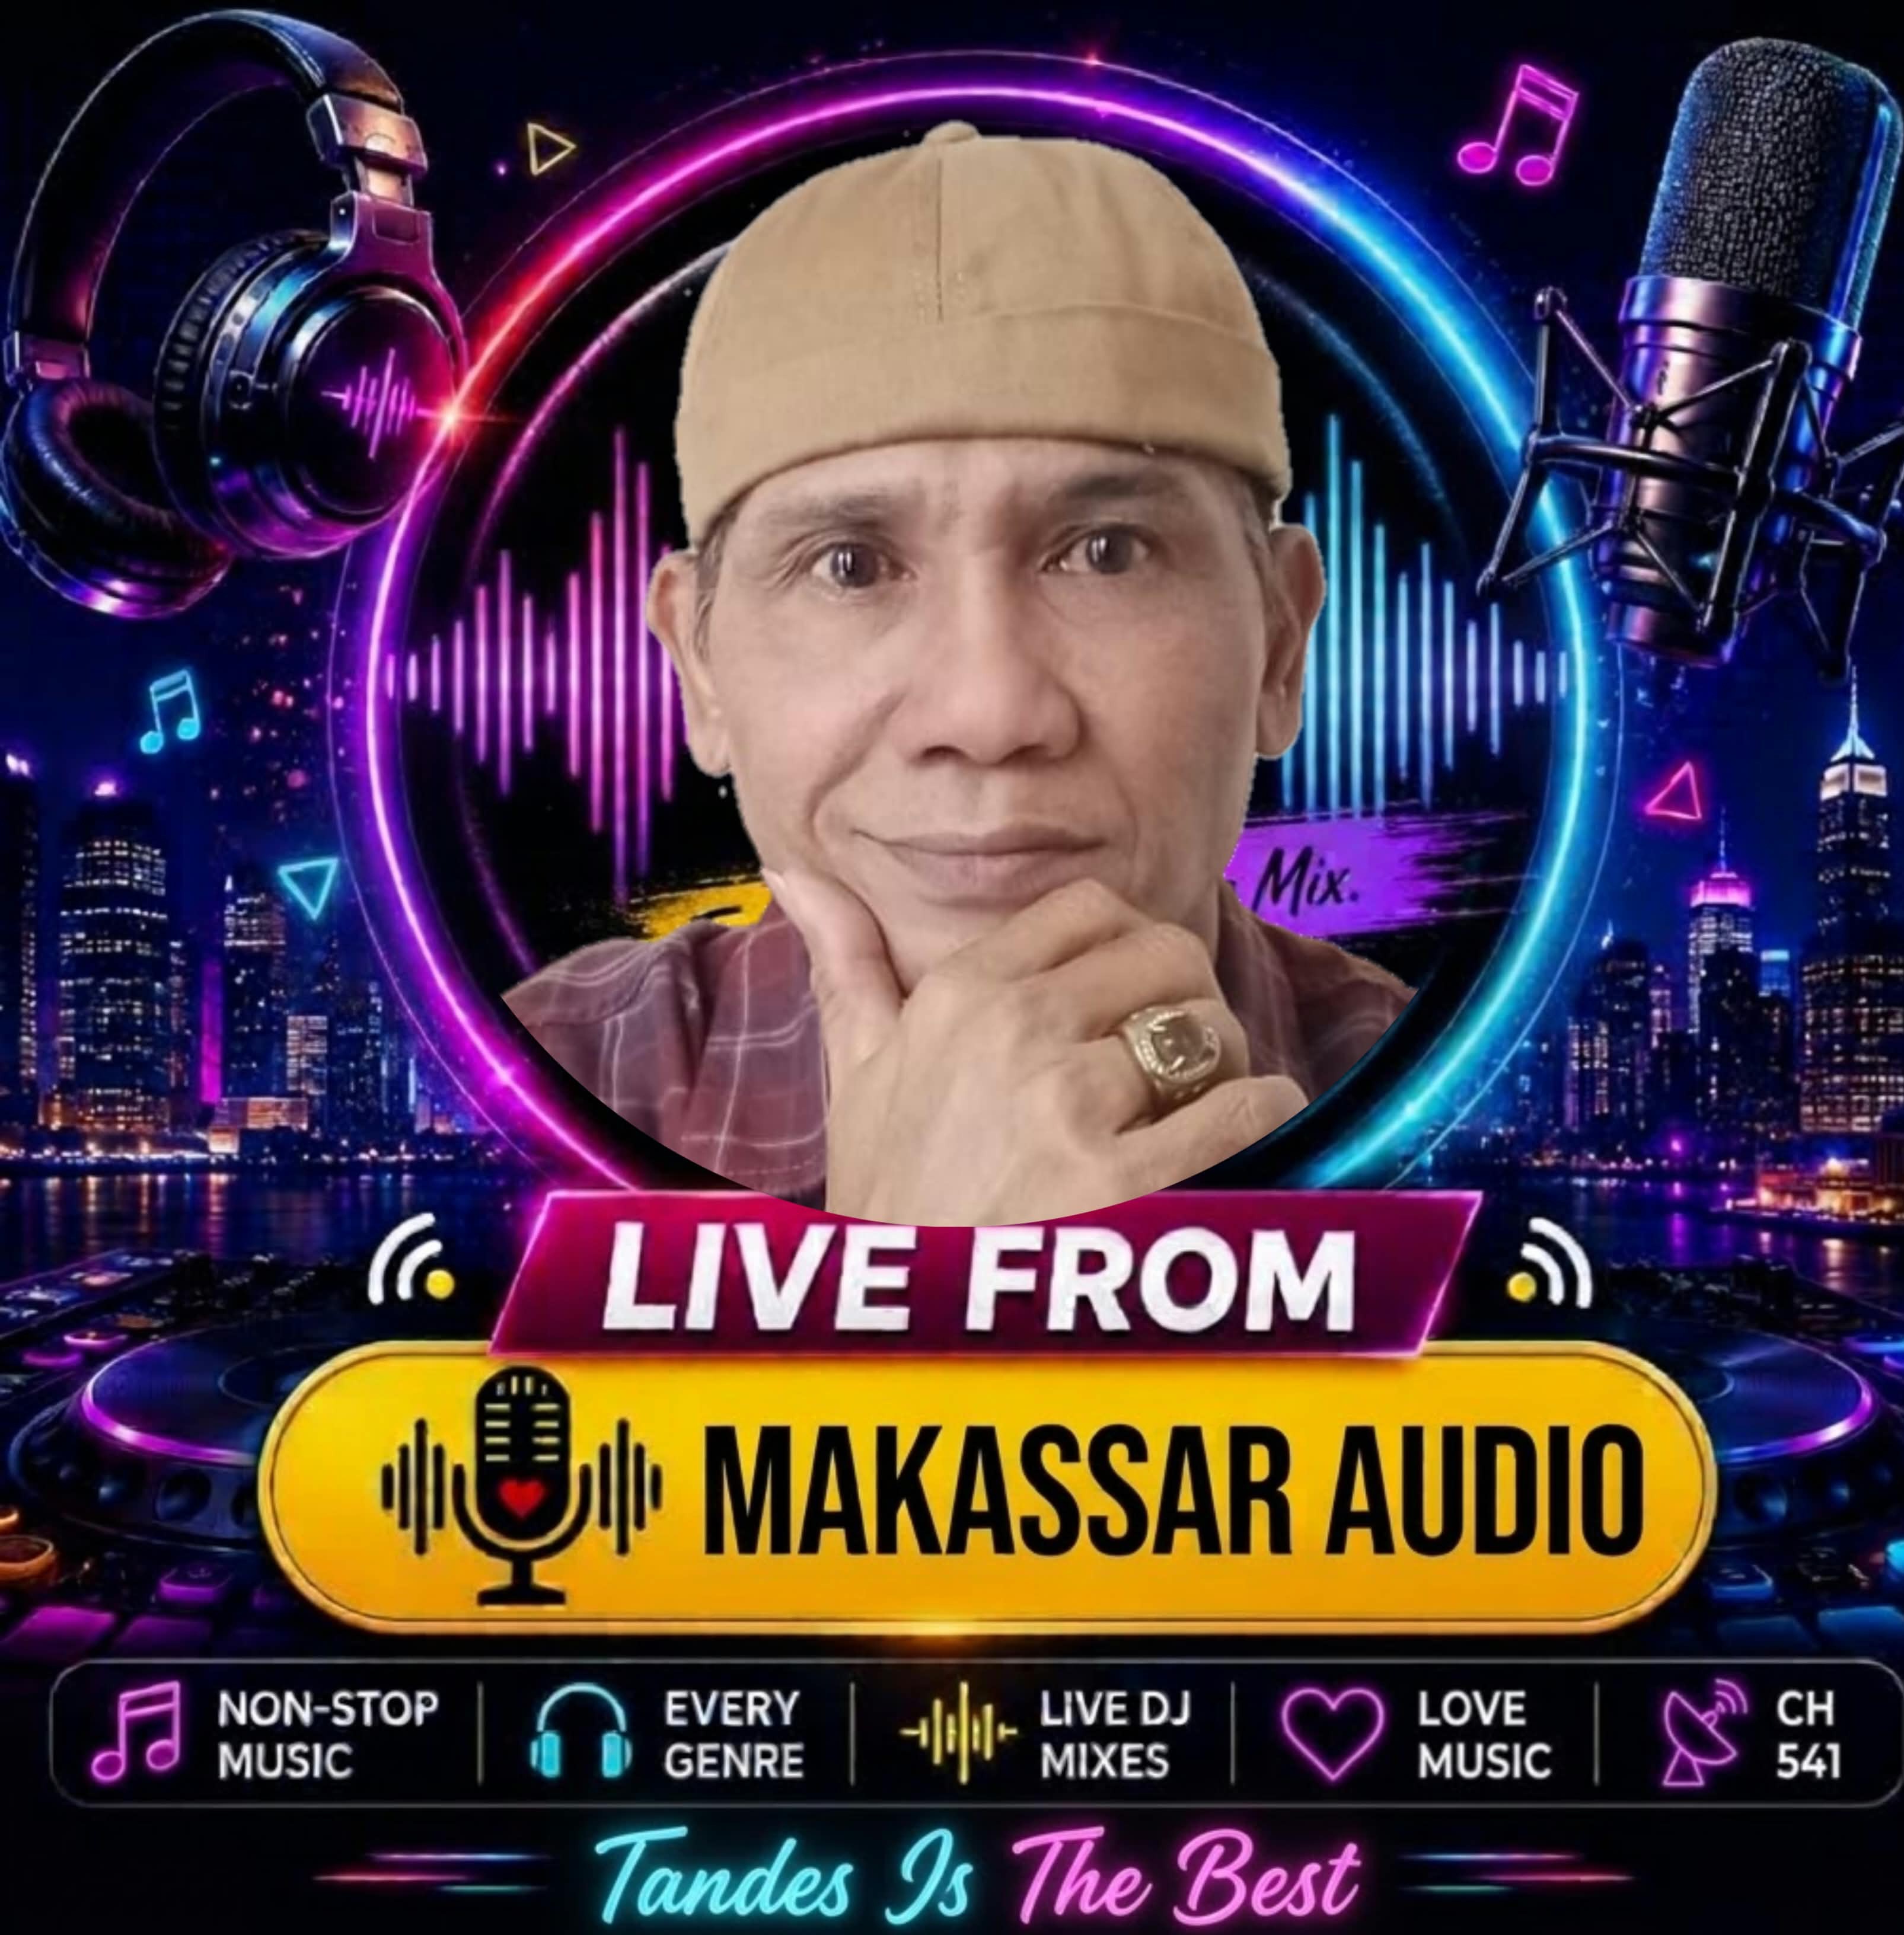 Mix.
LIVE FROM
MAKASSAR AUDIO
NON-STOP
MUSIC
EVERY
GENRE
LIVE DJ
MIXES
LOVE
MUSIC
CH
541
Tandes Is The Best